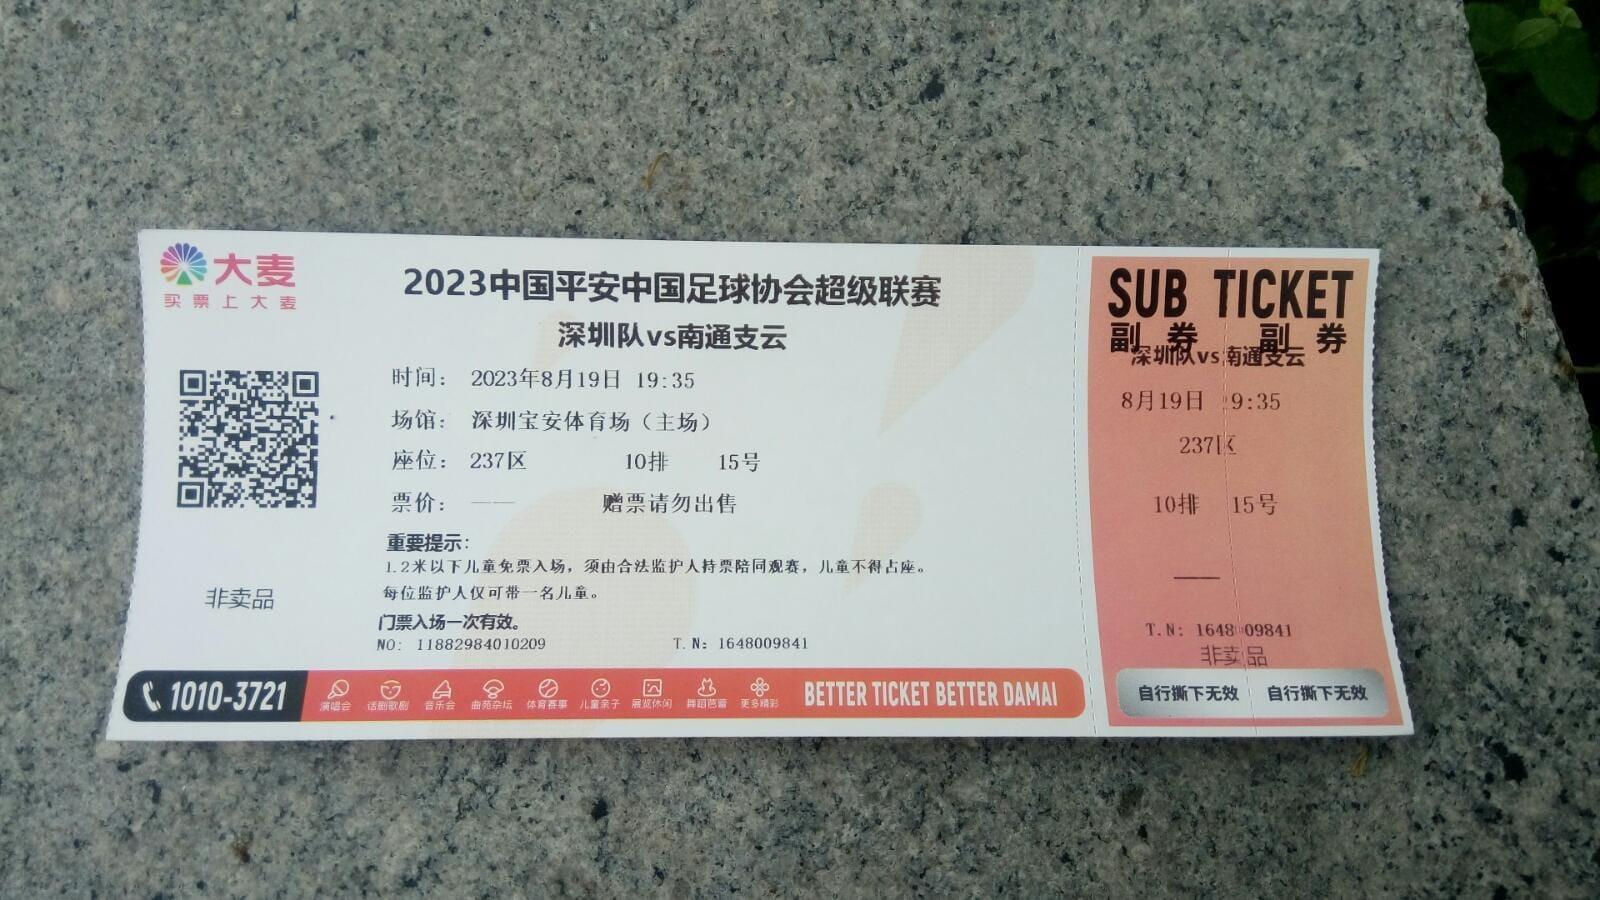 大麦
买票上大麦
2023中国平安中国足球协会超级联赛
深圳队vs南通支云
时间： 2023年8月19日 19:35
场馆： 深圳宝安体育场（主场）
座位： 237区 10排 15号
票价： —— 赠票请勿出售
重要提示：
1.2米以下儿童免票入场，须由合法监护人持票陪同观赛，儿童不得占座。
每位监护人仅可带一名儿童。
门票入场一次有效。
NO: 11882984010209 T.N: 1648009841
非卖品
1010-3721
演唱会 话剧歌剧 音乐会 曲苑杂坛 体育赛事 儿童亲子 展览休闲 舞蹈芭蕾 更多精彩
BETTER TICKET BETTER DAMAI
SUB TICKET
副 券 副 券
深圳队vs南通支云
8月19日 19:35
237区
10排 15号
——
T.N: 1648009841
非卖品
自行撕下无效 自行撕下无效